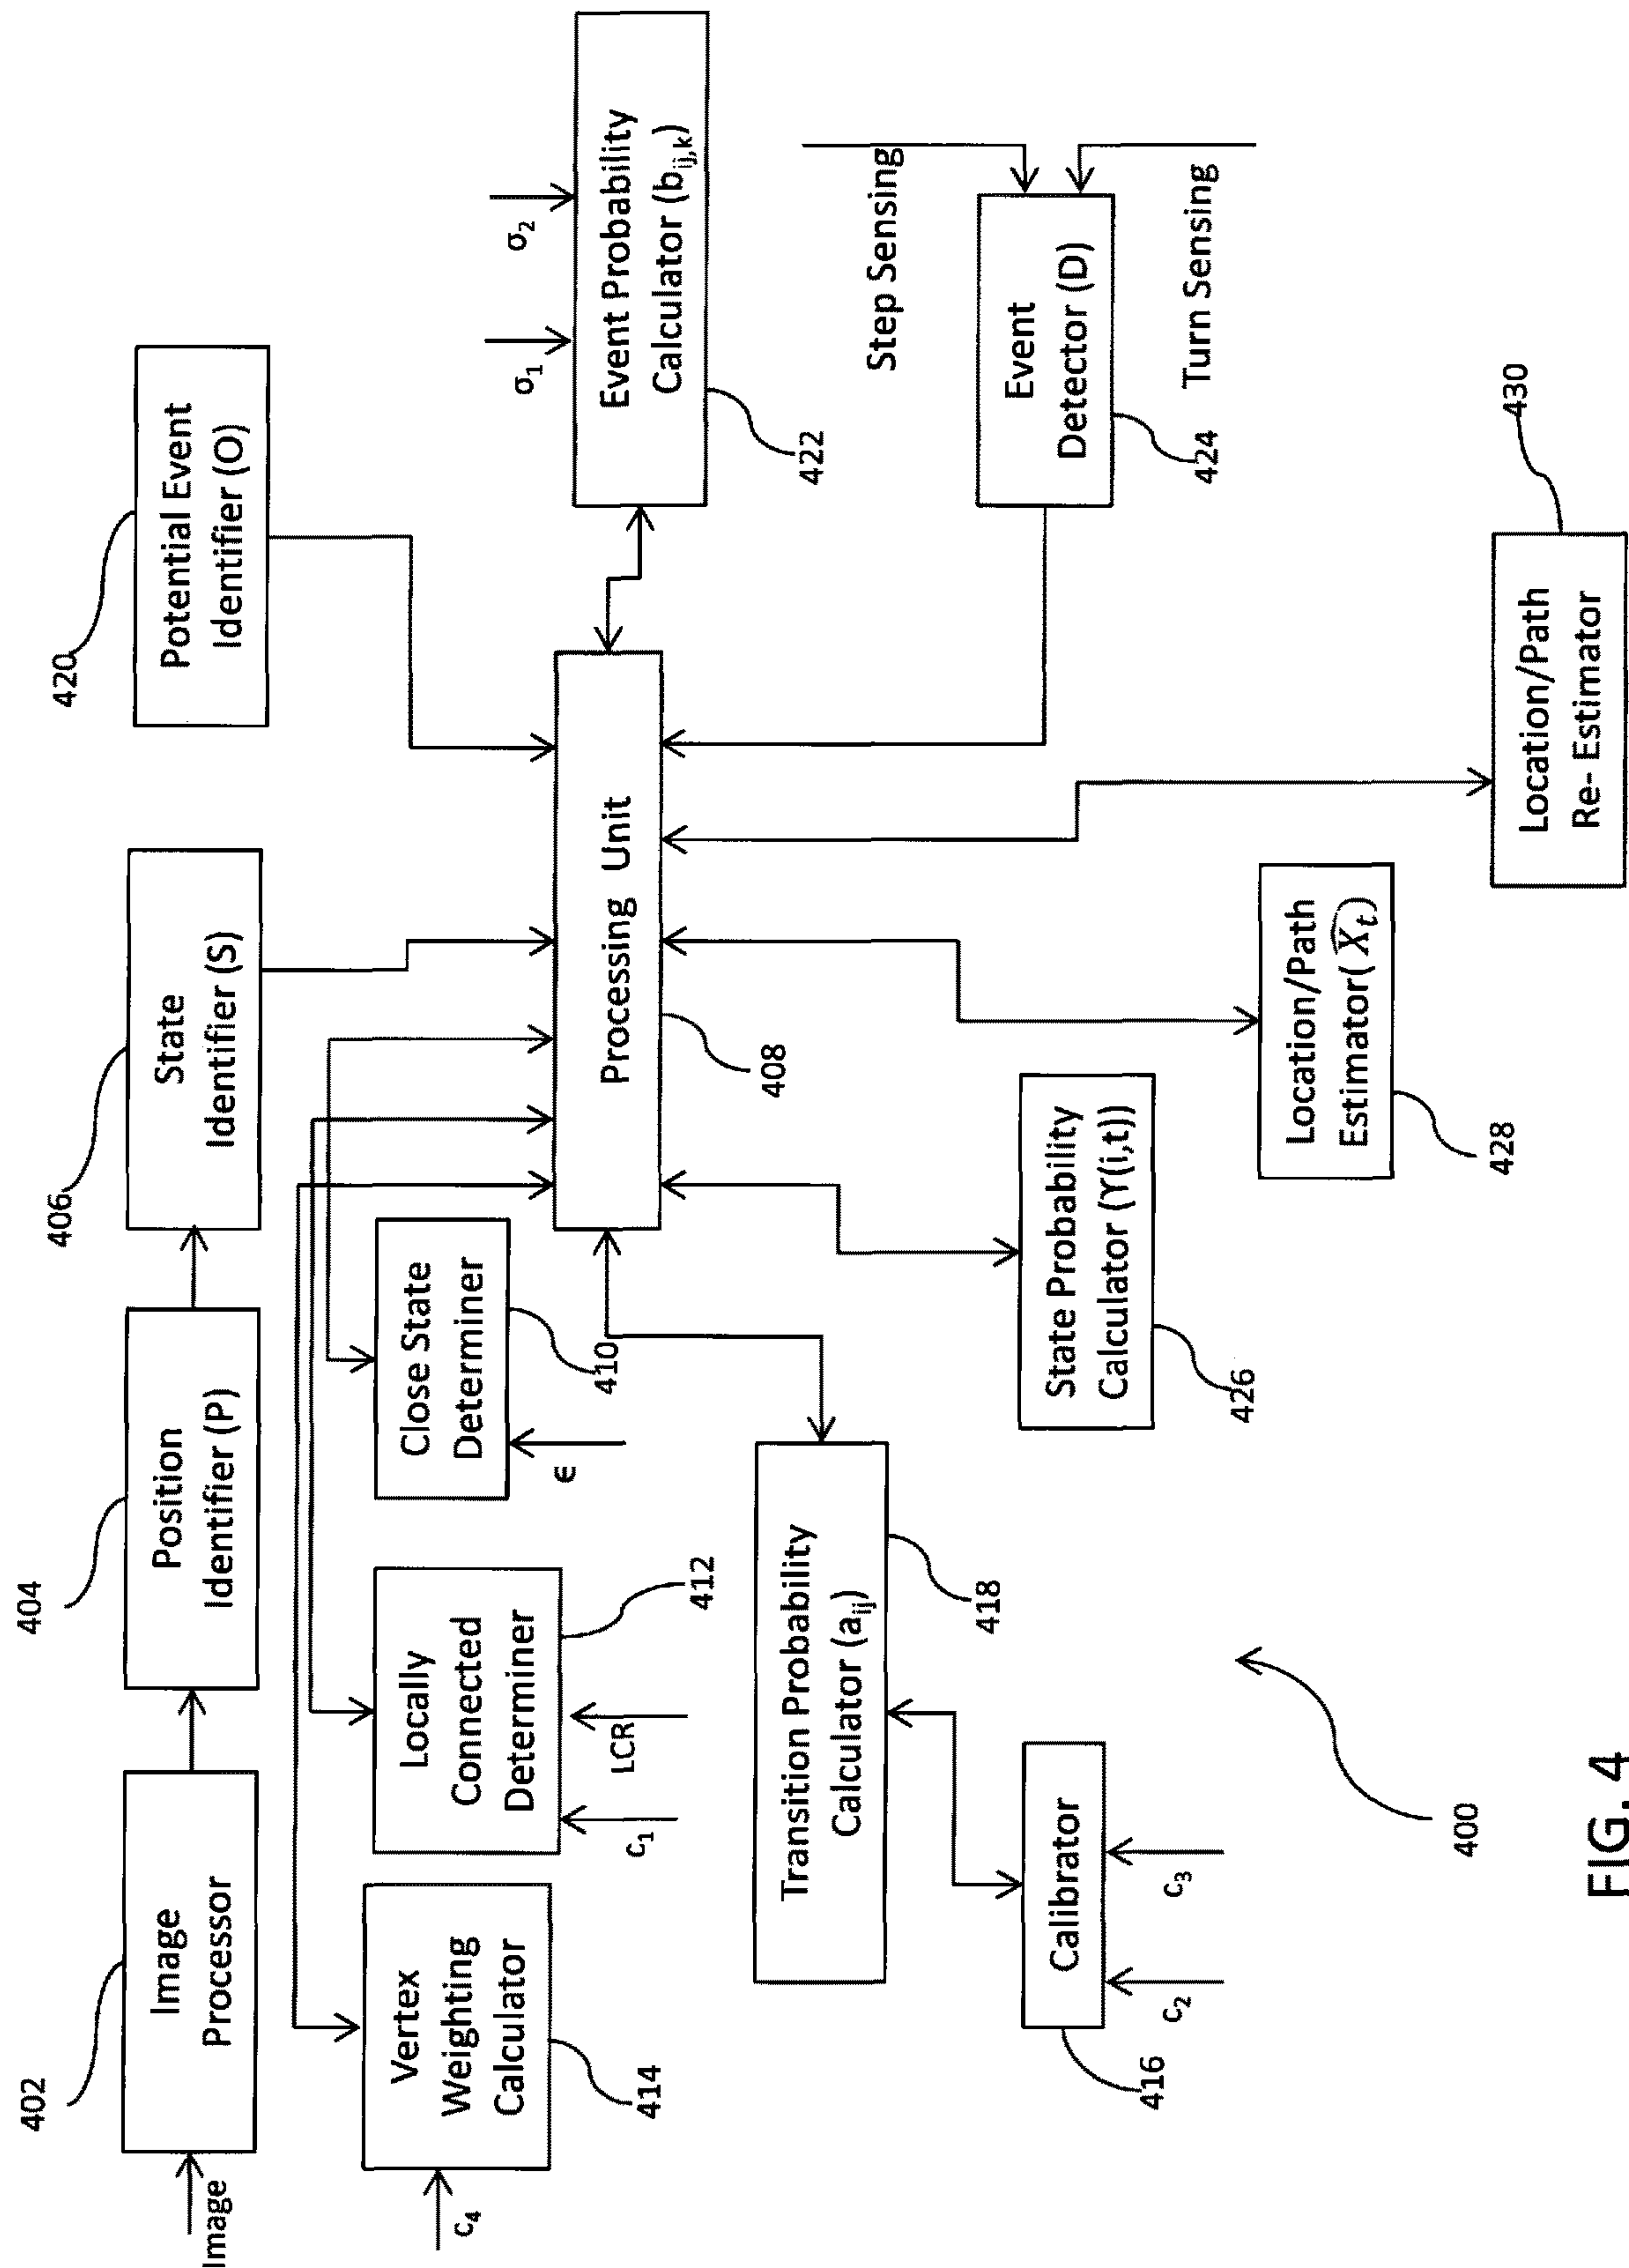 402
404
406
420
Image
Image
Processor
Position
Identifier (P)
State
Identifier (S)
Potential Event
Identifier (O)
c4
Vertex
Weighting
Calculator
414
Locally
Connected
Determiner
412
c1
LCR
Close State
Determiner
410
ϵ
Processing Unit
408
σ1
σ2
Event Probability
Calculator (bij,k)
422
Transition Probability
Calculator (aij)
418
Step Sensing
Event
Detector (D)
424
Turn Sensing
Calibrator
416
c2
c3
State Probability
Calculator (ϒ(i,t))
426
Location/Path
Estimator(X̂t)
428
Location/Path
Re- Estimator
430
400
FIG. 4